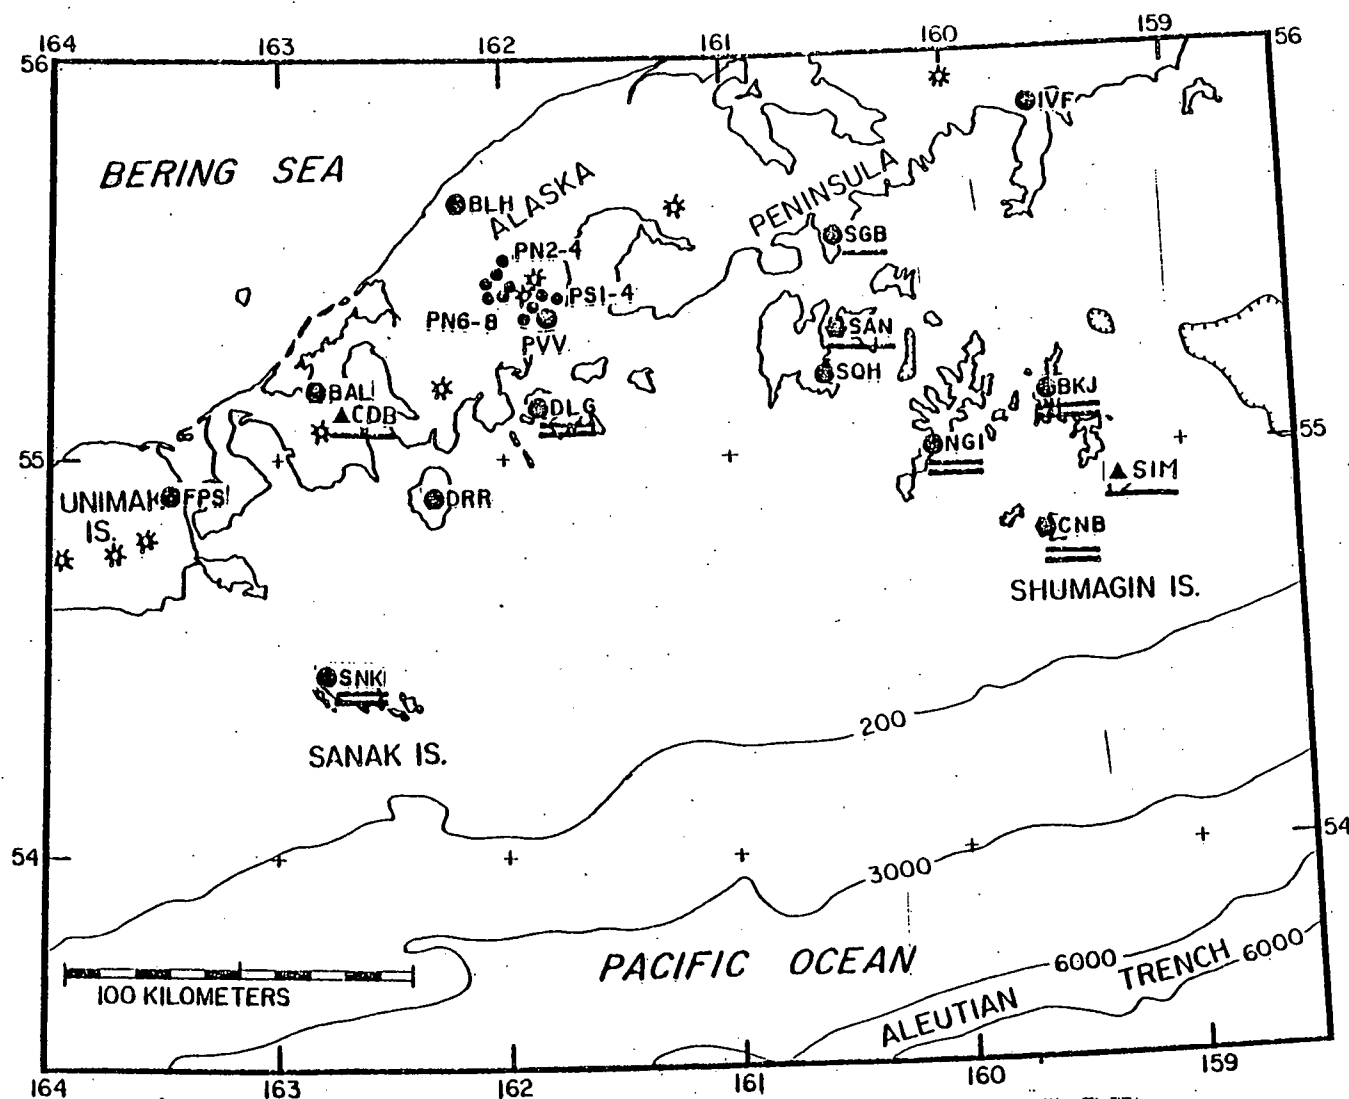 164 163 162 161 160 159
56 56
IVF
BERING SEA
ALASKA
PENINSULA
BLH
SGB
PN2-4
PS1-4
PN6-8
PVV
SAN
SQH
BAL
CDB
DLG
BKJ
55 55
NGI
SIM
UNIMAK
IS.
FPS
DRR
CNB
SHUMAGIN IS.
SNK
200
SANAK IS.
54 54
3000
PACIFIC OCEAN
6000
TRENCH
6000
100 KILOMETERS
ALEUTIAN
164 163 162 161 160 159